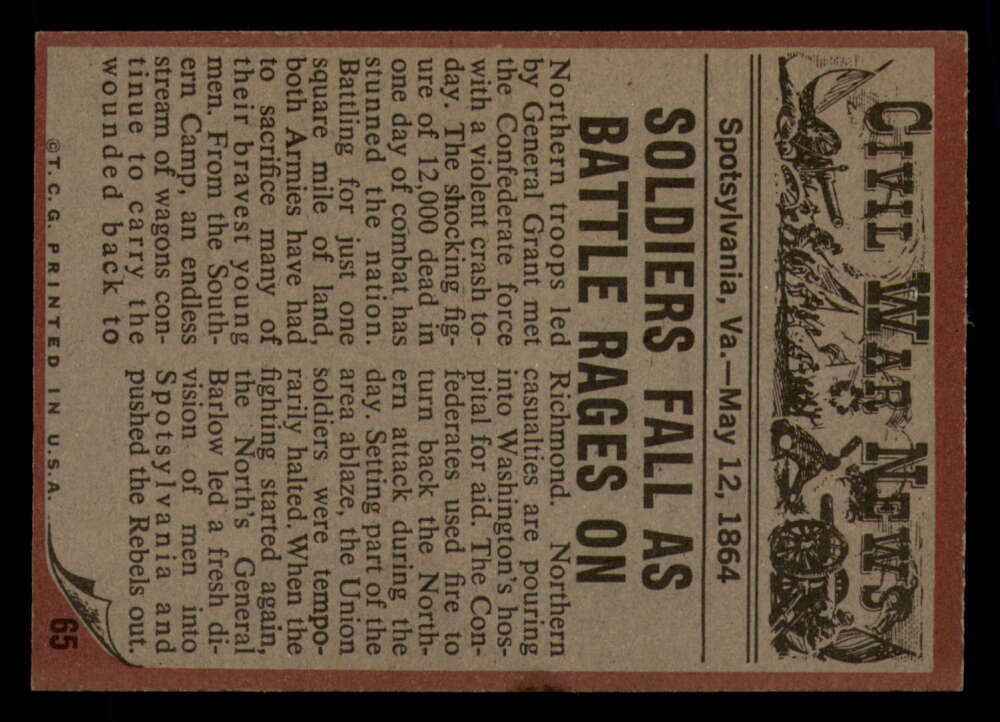 CIVIL WAR NEWS
Spotsylvania, Va.—May 12, 1864
SOLDIERS FALL AS
BATTLE RAGES ON
Northern troops led
by General Grant met
the Confederate force
with a violent crash to-
day. The shocking fig-
ure of 12,000 dead in
one day of combat has
stunned the nation.
Battling for just one
square mile of land,
both Armies have had
to sacrifice many of
their bravest young
men. From the South-
ern Camp, an endless
stream of wagons con-
tinue to carry the
wounded back to
Richmond. Northern
casualties are pouring
into Washington's hos-
pital for aid. The Con-
federates used fire to
turn back the North-
ern attack during the
day. Setting part of the
area ablaze, the Union
soldiers were tempo-
rarily halted. When the
fighting started again,
the North's General
Barlow led a fresh di-
vision of men into
Spotsylvania and
pushed the Rebels out.
©T.C.G. PRINTED IN U.S.A.
65